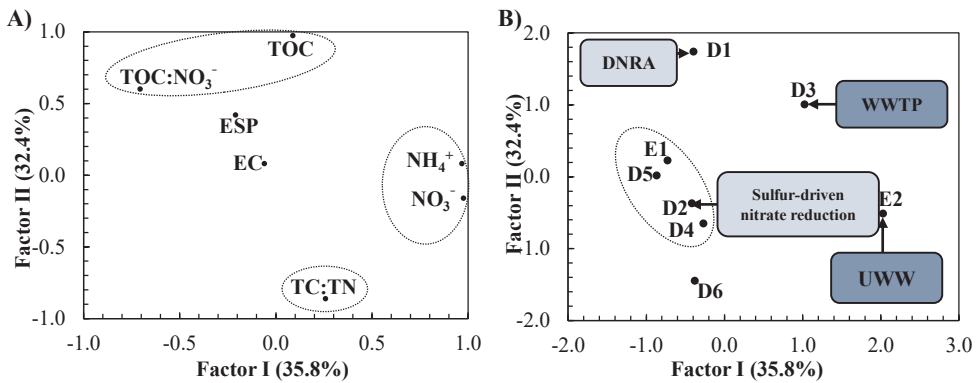 A)
1.0
0.5
0.0
-0.5
-1.0
-1.0
-0.5
0.0
0.5
1.0
Factor II (32.4%)
Factor I (35.8%)
TOC
TOC:NO₃⁻
ESP
EC
NH₄⁺
NO₃⁻
TC:TN
B)
2.0
1.0
0.0
-1.0
-2.0
-2.0
-1.0
0.0
1.0
2.0
3.0
Factor II (32.4%)
Factor I (35.8%)
DNRA
D1
D3
WWTP
E1
D5
D2
D4
Sulfur-driven
nitrate reduction
E2
UWW
D6